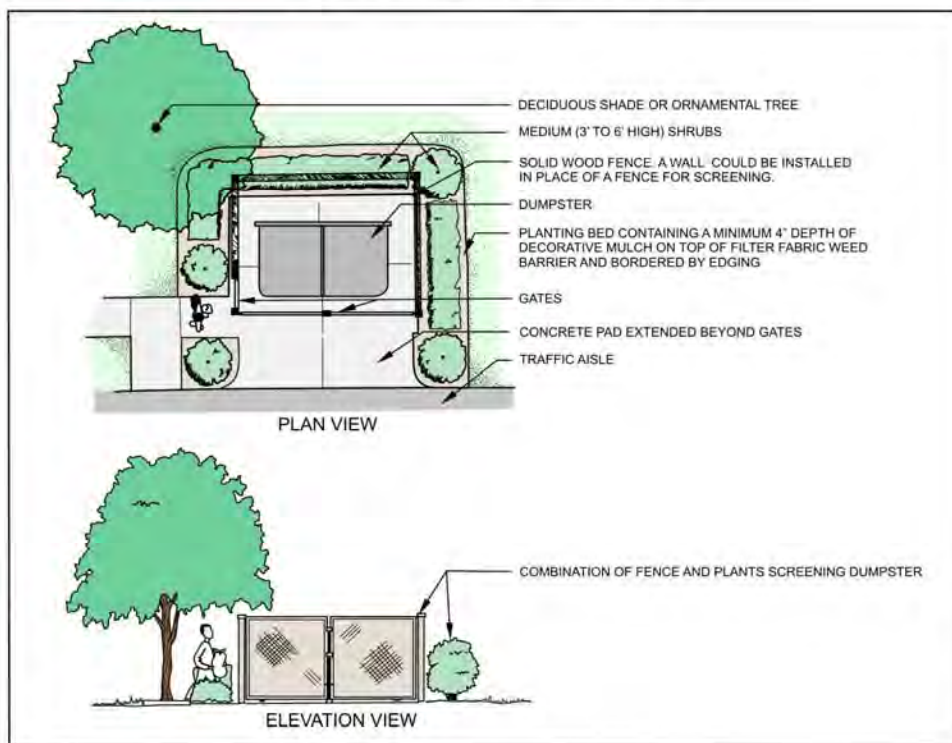 DECIDUOUS SHADE OR ORNAMENTAL TREE
MEDIUM (3' TO 6' HIGH) SHRUBS
SOLID WOOD FENCE. A WALL COULD BE INSTALLED
IN PLACE OF A FENCE FOR SCREENING.
DUMPSTER
PLANTING BED CONTAINING A MINIMUM 4" DEPTH OF
DECORATIVE MULCH ON TOP OF FILTER FABRIC WEED
BARRIER AND BORDERED BY EDGING
GATES
CONCRETE PAD EXTENDED BEYOND GATES
TRAFFIC AISLE
PLAN VIEW
COMBINATION OF FENCE AND PLANTS SCREENING DUMPSTER
ELEVATION VIEW